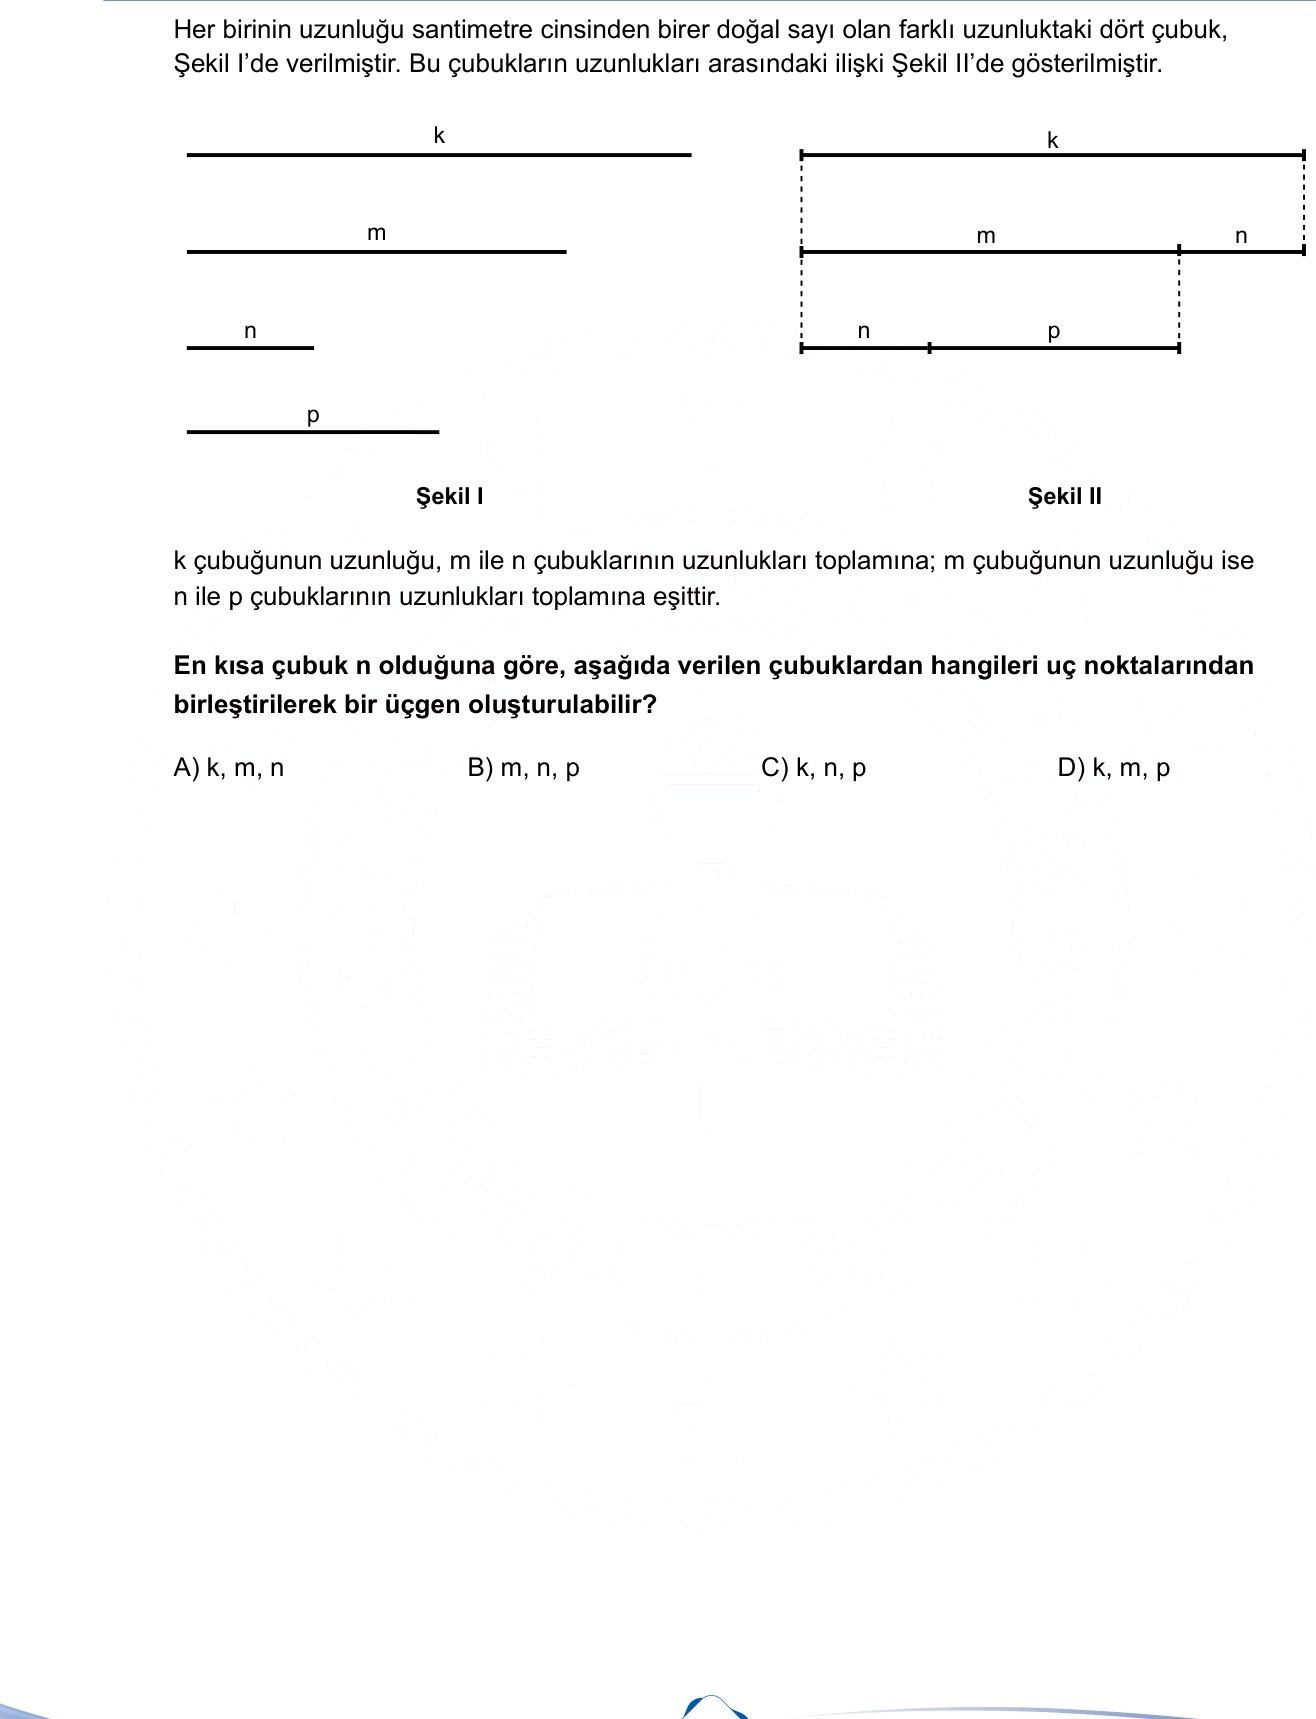 Her birinin uzunluğu santimetre cinsinden birer doğal sayı olan farklı uzunluktaki dört çubuk,
Şekil I’de verilmiştir. Bu çubukların uzunlukları arasındaki ilişki Şekil II’de gösterilmiştir.
k
m
n
p
Şekil I
k
m n
n p
Şekil II
k çubuğunun uzunluğu, m ile n çubuklarının uzunlukları toplamına; m çubuğunun uzunluğu ise
n ile p çubuklarının uzunlukları toplamına eşittir.
En kısa çubuk n olduğuna göre, aşağıda verilen çubuklardan hangileri uç noktalarından
birleştirilerek bir üçgen oluşturulabilir?
A) k, m, n B) m, n, p C) k, n, p D) k, m, p